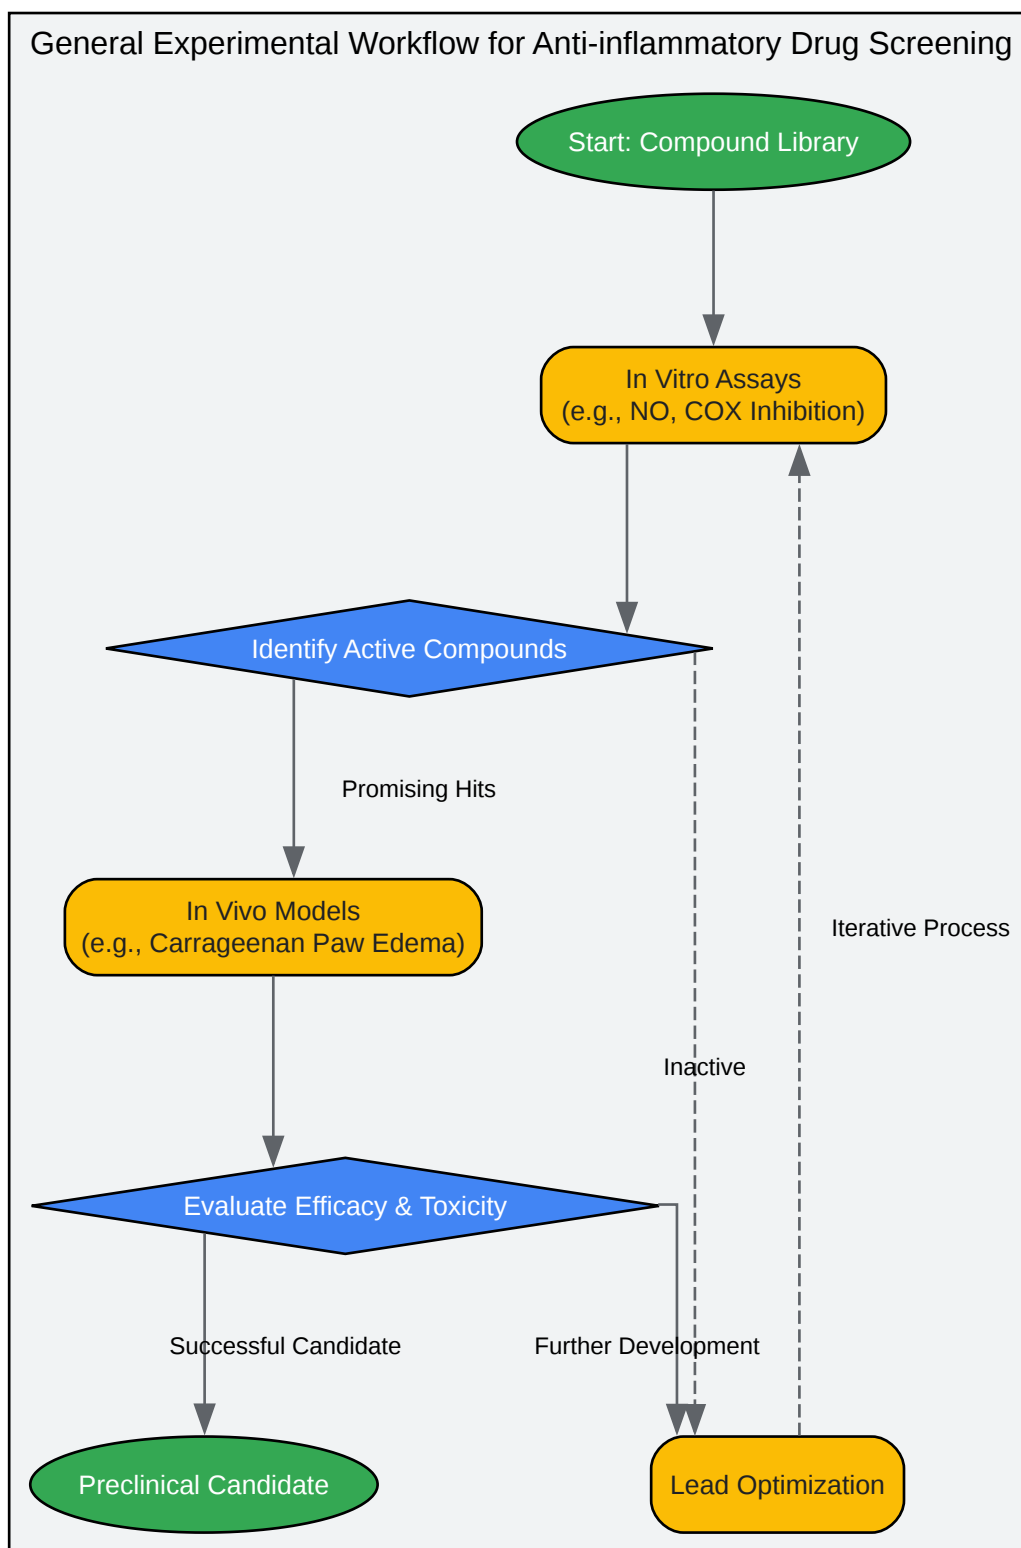 General Experimental Workflow for Anti-inflammatory Drug Screening
Start: Compound Library
In Vitro Assays
(e.g., NO, COX Inhibition)
Identify Active Compounds
Promising Hits
In Vivo Models
(e.g., Carrageenan Paw Edema)
Iterative Process
Inactive
Evaluate Efficacy & Toxicity
Successful Candidate
Further Development
Preclinical Candidate
Lead Optimization